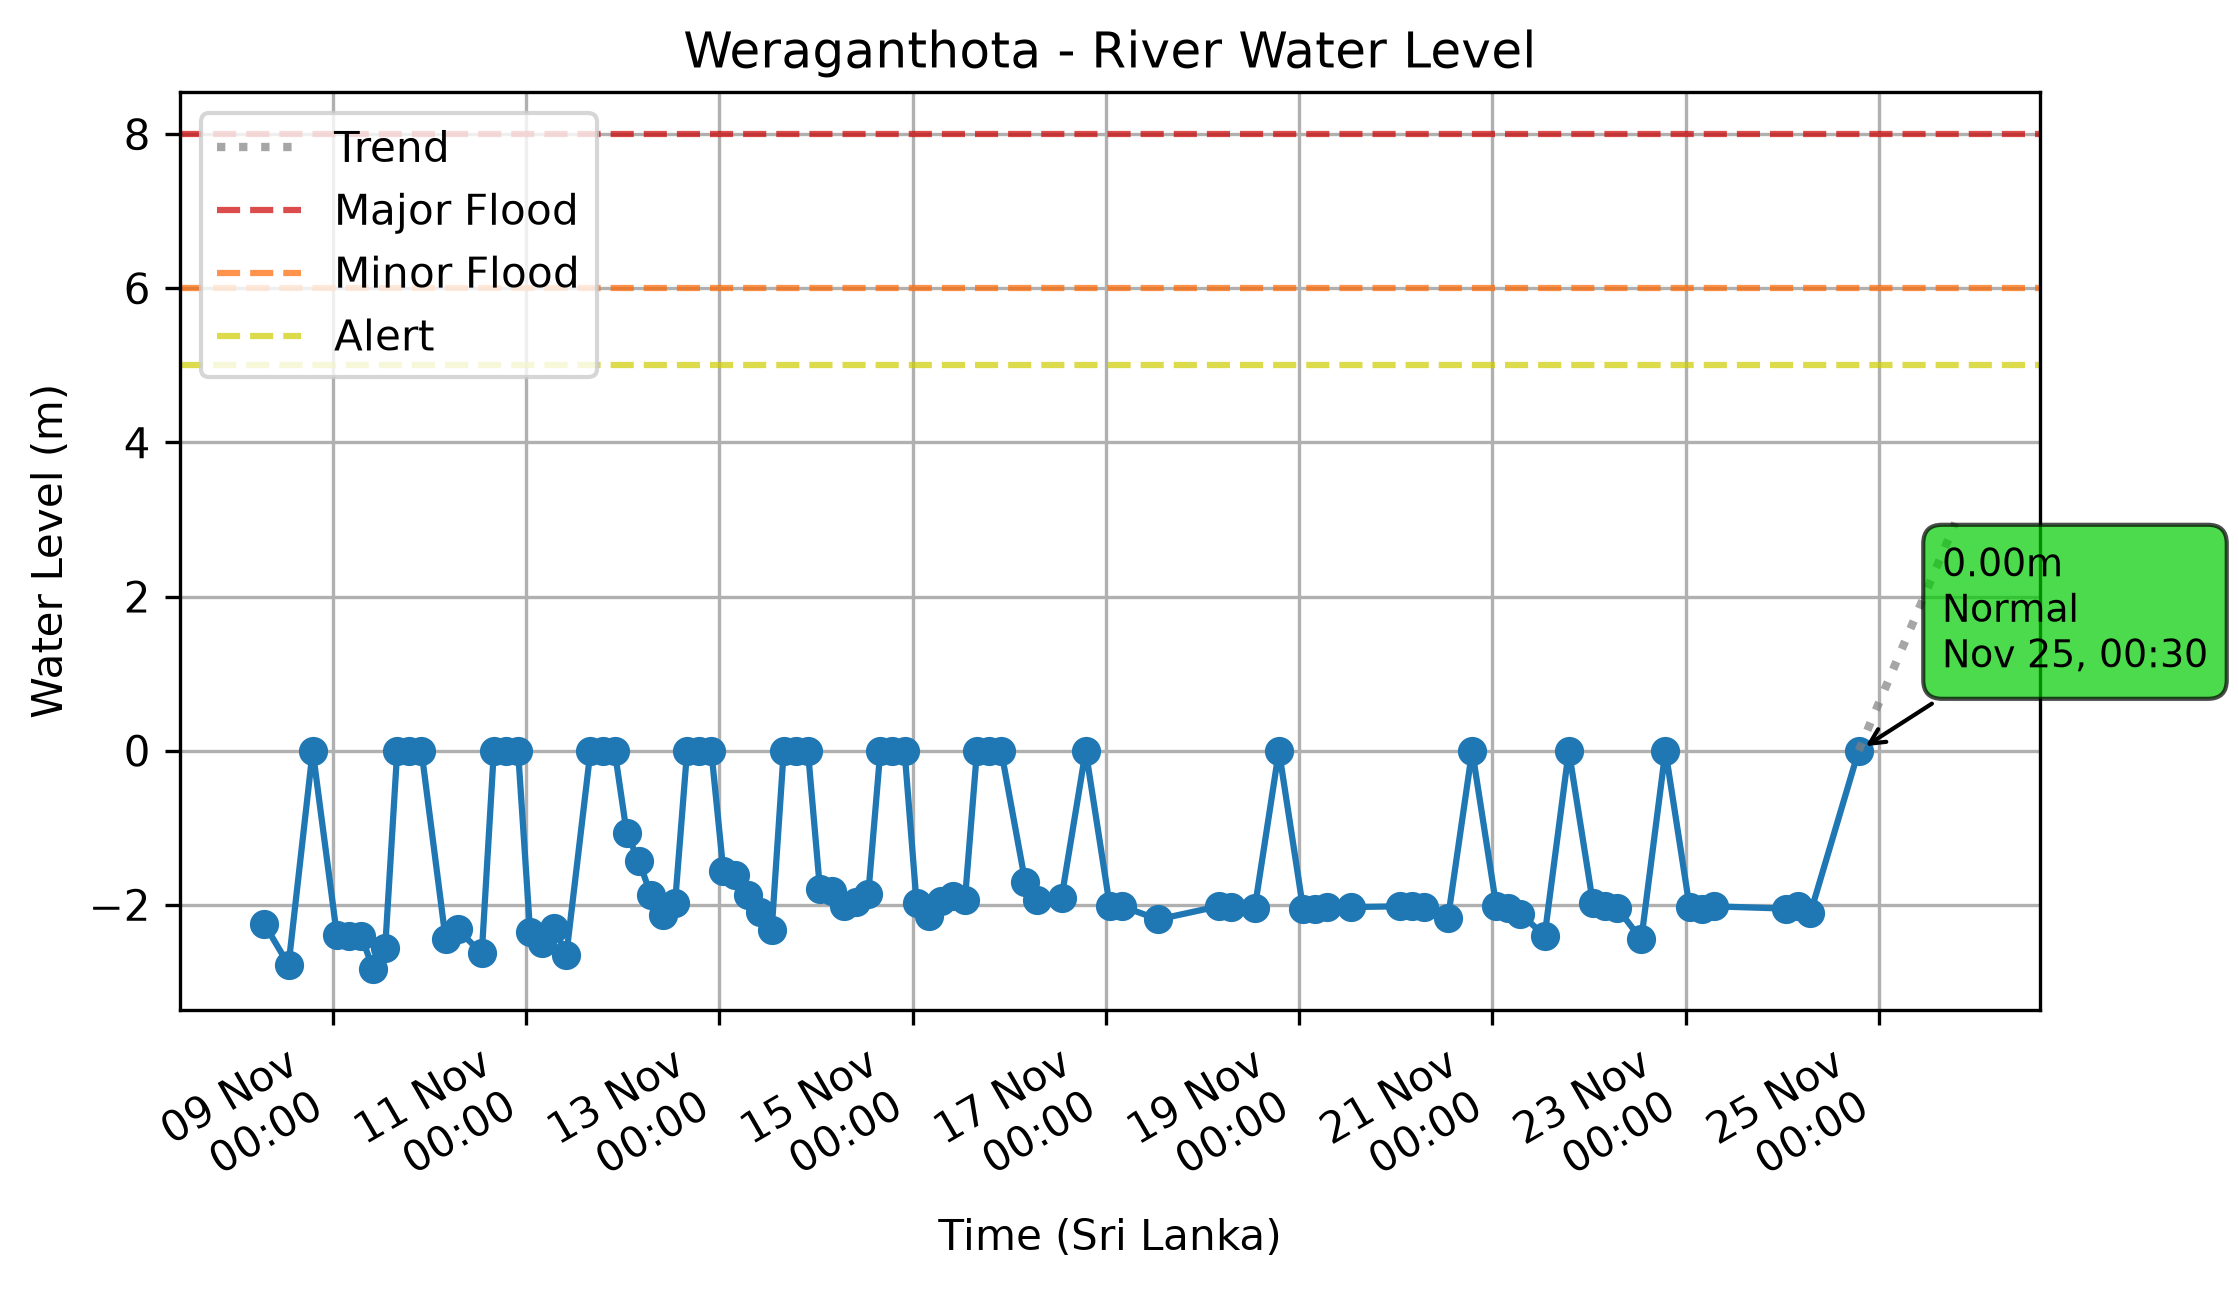 Weraganthota - River Water Level
Trend
Major Flood
Minor Flood
Alert
8
6
4
2
0
−2
Water Level (m)
0.00m
Normal
Nov 25, 00:30
09 Nov
00:00
11 Nov
00:00
13 Nov
00:00
15 Nov
00:00
17 Nov
00:00
19 Nov
00:00
21 Nov
00:00
23 Nov
00:00
25 Nov
00:00
Time (Sri Lanka)